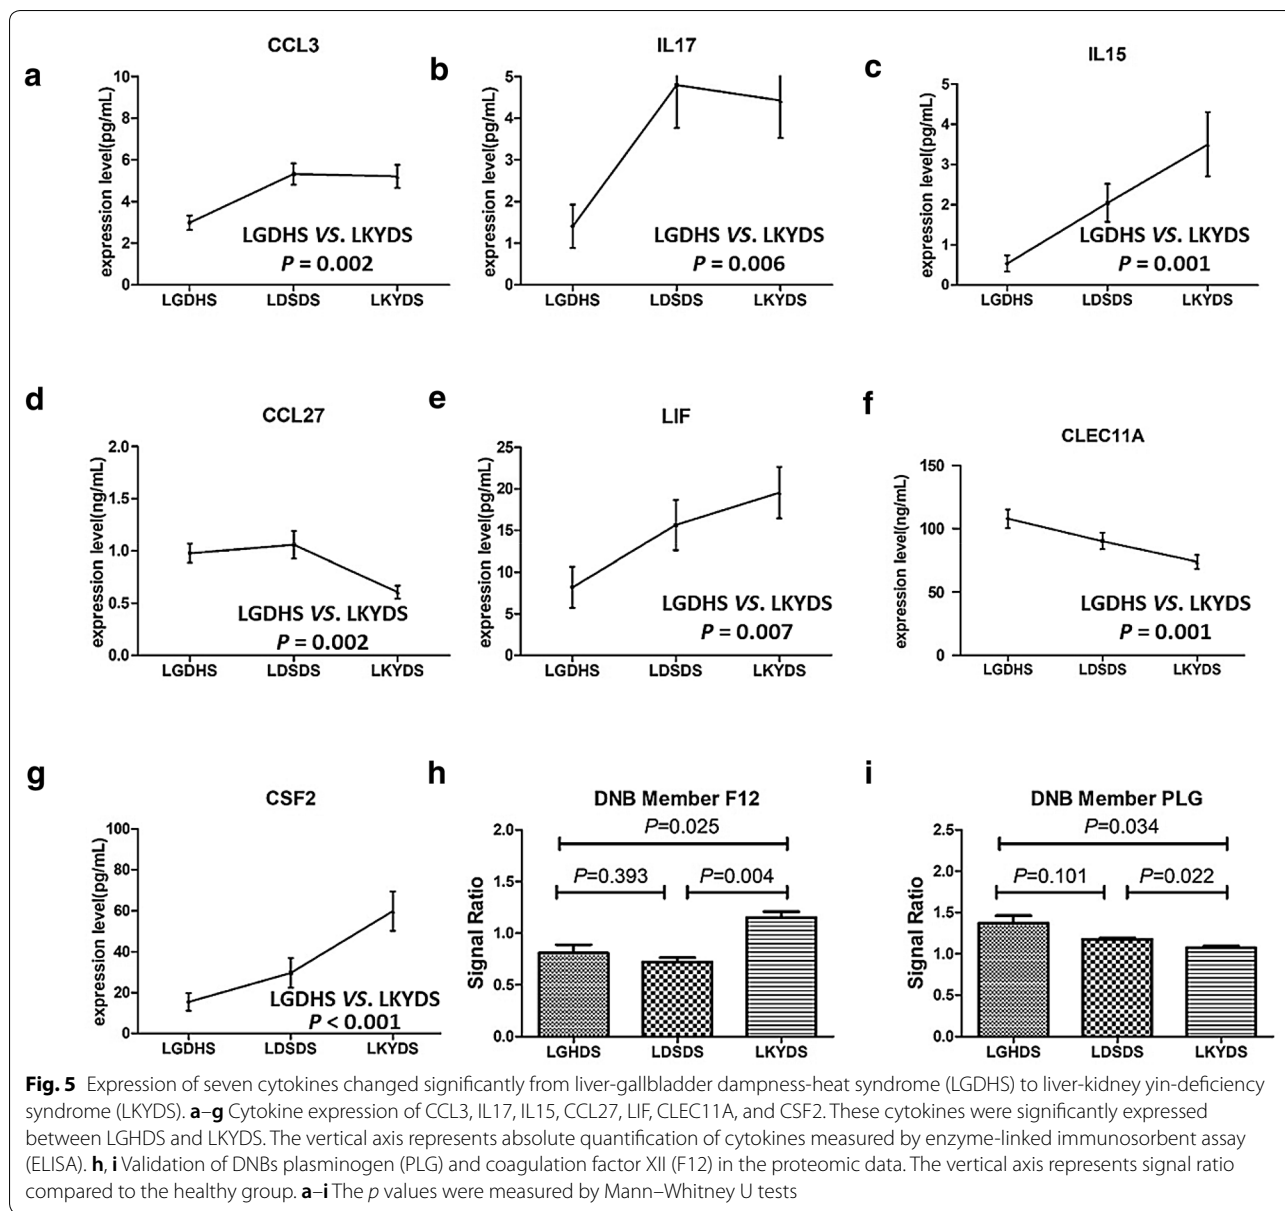 a
CCL3
expression level(pg/mL)
10
8
6
4
2
0
LGDHS VS. LKYDS
P = 0.002
LGDHS LDSDS LKYDS
b
IL17
expression level(pg/mL)
5
4
3
2
1
0
LGDHS VS. LKYDS
P = 0.006
LGDHS LDSDS LKYDS
c
IL15
expression level(pg/mL)
5
4
3
2
1
0
LGDHS VS. LKYDS
P = 0.001
LGDHS LDSDS LKYDS
d
CCL27
expression level(ng/mL)
2.0
1.5
1.0
0.5
0.0
LGDHS VS. LKYDS
P = 0.002
LGDHS LDSDS LKYDS
e
LIF
expression level(pg/mL)
25
20
15
10
5
0
LGDHS VS. LKYDS
P = 0.007
LGDHS LDSDS LKYDS
f
CLEC11A
expression level(ng/mL)
150
100
50
0
LGDHS VS. LKYDS
P = 0.001
LGDHS LDSDS LKYDS
g
CSF2
expression level(pg/mL)
100
80
60
40
20
0
LGDHS VS. LKYDS
P < 0.001
LGDHS LDSDS LKYDS
h
DNB Member F12
Signal Ratio
2.0
1.5
1.0
0.5
0.0
P=0.025
P=0.393 P=0.004
LGHDS LDSDS LKYDS
i
DNB Member PLG
Signal Ratio
2.5
2.0
1.5
1.0
0.5
0.0
P=0.034
P=0.101 P=0.022
LGHDS LDSDS LKYDS
Fig. 5 Expression of seven cytokines changed significantly from liver-gallbladder dampness-heat syndrome (LGDHS) to liver-kidney yin-deficiency
syndrome (LKYDS). a–g Cytokine expression of CCL3, IL17, IL15, CCL27, LIF, CLEC11A, and CSF2. These cytokines were significantly expressed
between LGHDS and LKYDS. The vertical axis represents absolute quantification of cytokines measured by enzyme-linked immunosorbent assay
(ELISA). h, i Validation of DNBs plasminogen (PLG) and coagulation factor XII (F12) in the proteomic data. The vertical axis represents signal ratio
compared to the healthy group. a–i The p values were measured by Mann–Whitney U tests